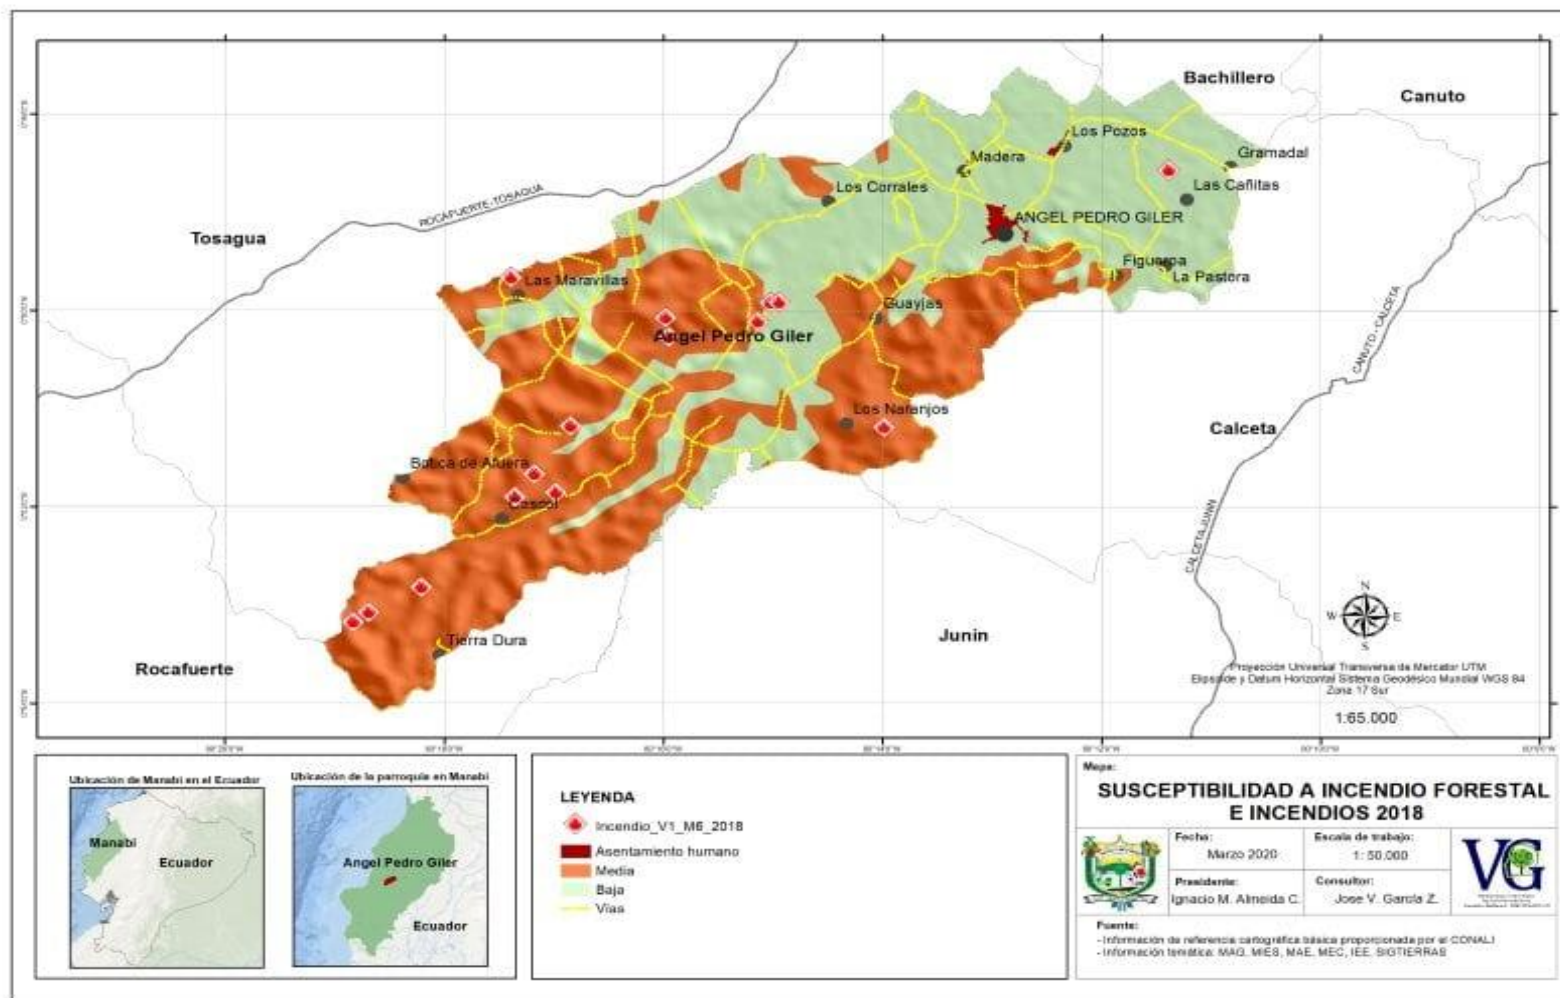 Bachillero
Canuto
Los Pozos
Madera
Gramadal
Las Cañitas
Los Corrales
ANGEL PEDRO GILER
ROCAFUERTE-TOSAGUA
Tosagua
Figueroa
La Pastora
Las Maravillas
Guayjas
Angel Pedro Giler
CANUTO - CALCETA
Los Naranjos
Calceta
Botica de Afuera
Cascol
CALCETA-JUNIN
Junin
Tierra Dura
Rocafuerte
N
W E
S
Proyección Universal Transversa de Mercator UTM
Elipsoide y Datum Horizontal Sistema Geodésico Mundial WGS 84
Zona 17 Sur
1:65.000
Ubicación de Manabi en el Ecuador
Manabi
Ecuador
Ubicación de la parroquia en Manabi
Angel Pedro Giler
Ecuador
LEYENDA
Incendio_V1_M6_2018
Asentamiento humano
Media
Baja
Vias
Mapa:
SUSCEPTIBILIDAD A INCENDIO FORESTAL
E INCENDIOS 2018
Fecha:
Marzo 2020
Escala de trabajo:
1: 50.000
Presidente:
Ignacio M. Almeida C.
Consultor:
Jose V. García Z.
VG
Fuente:
- Información de referencia cartográfica básica proporcionada por el CONALI
- Información temática: MAG, MIES, MAE, MEC, IEE, SIGTIERRAS